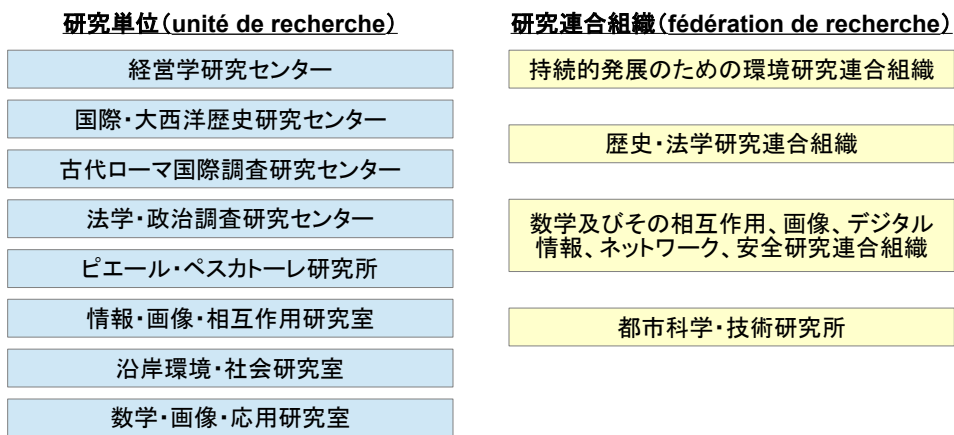 研究単位(unité de recherche)
経営学研究センター
国際・大西洋歴史研究センター
古代ローマ国際調査研究センター
法学・政治調査研究センター
ピエール・ペスカトーレ研究所
情報・画像・相互作用研究室
沿岸環境・社会研究室
数学・画像・応用研究室
研究連合組織(fédération de recherche)
持続的発展のための環境研究連合組織
歴史・法学研究連合組織
数学及びその相互作用、画像、デジタル
情報、ネットワーク、安全研究連合組織
都市科学・技術研究所